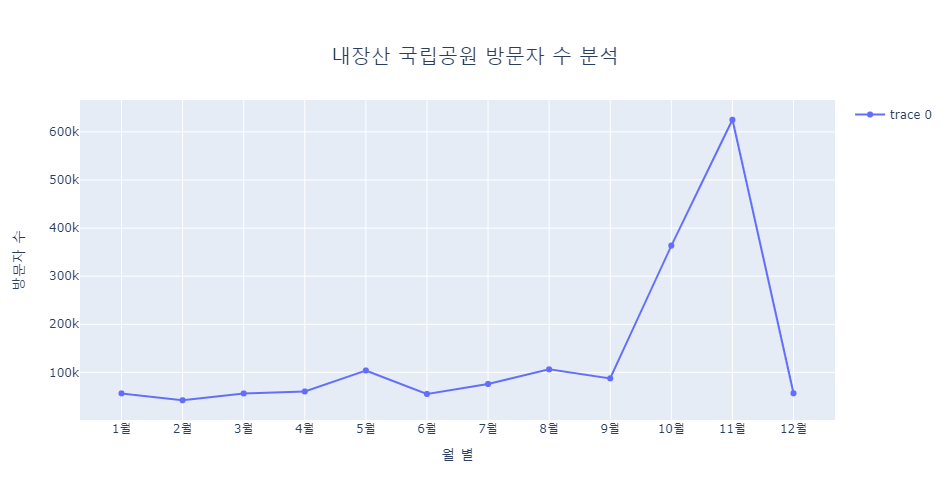 내장산 국립공원 방문자 수 분석
trace 0
방문자 수
600k
500k
400k
300k
200k
100k
1월 2월 3월 4월 5월 6월 7월 8월 9월 10월 11월 12월
월 별